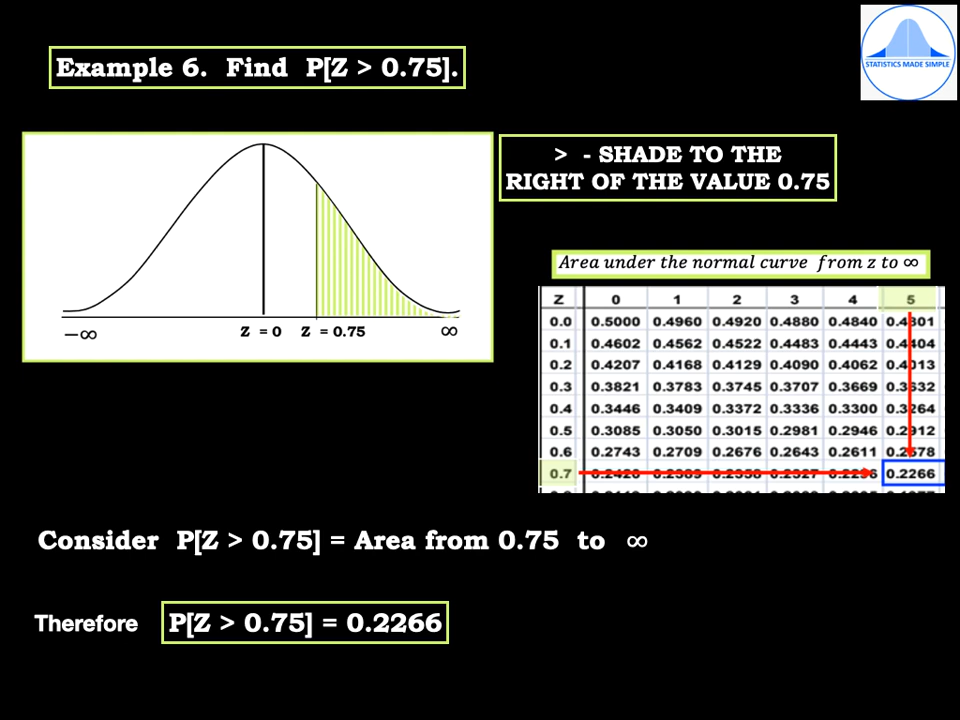 Example 6. Find P[Z > 0.75].
STATISTICS MADE SIMPLE
> - SHADE TO THE
RIGHT OF THE VALUE 0.75
−∞ Z = 0 Z = 0.75 ∞
Area under the normal curve from z to ∞
Z 0 1 2 3 4 5
0.0 0.5000 0.4960 0.4920 0.4880 0.4840 0.4801
0.1 0.4602 0.4562 0.4522 0.4483 0.4443 0.4404
0.2 0.4207 0.4168 0.4129 0.4090 0.4062 0.4013
0.3 0.3821 0.3783 0.3745 0.3707 0.3669 0.3632
0.4 0.3446 0.3409 0.3372 0.3336 0.3300 0.3264
0.5 0.3085 0.3050 0.3015 0.2981 0.2946 0.2912
0.6 0.2743 0.2709 0.2676 0.2643 0.2611 0.2578
0.7 0.2266
Consider P[Z > 0.75] = Area from 0.75 to ∞
Therefore P[Z > 0.75] = 0.2266